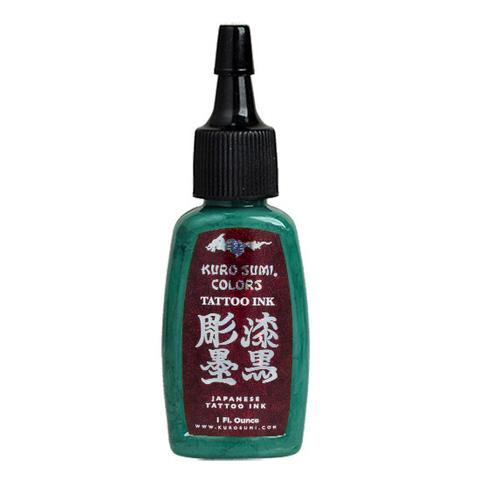 KURO SUMI®
COLORS
TATTOO INK
漆黒
彫墨
JAPANESE
TATTOO INK
1 Fl. Ounce
WWW.KUROSUMI.COM